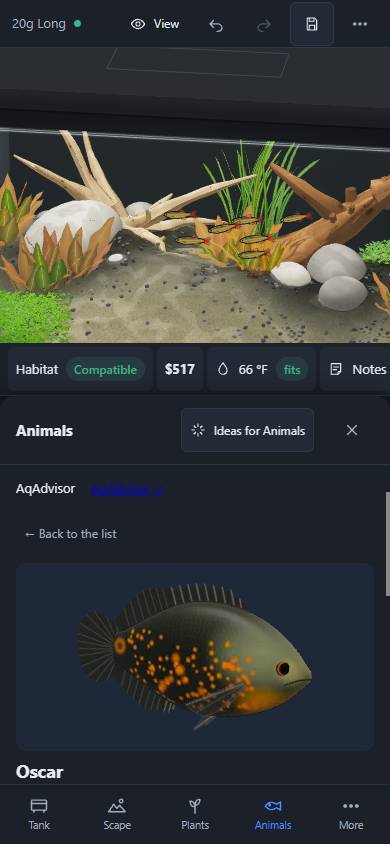 20g Long
View
Habitat
Compatible
$517
66 °F
fits
Notes
Animals
Ideas for Animals
AqAdvisor
AqAdvisor ↗
← Back to the list
Oscar
Tank
Scape
Plants
Animals
More